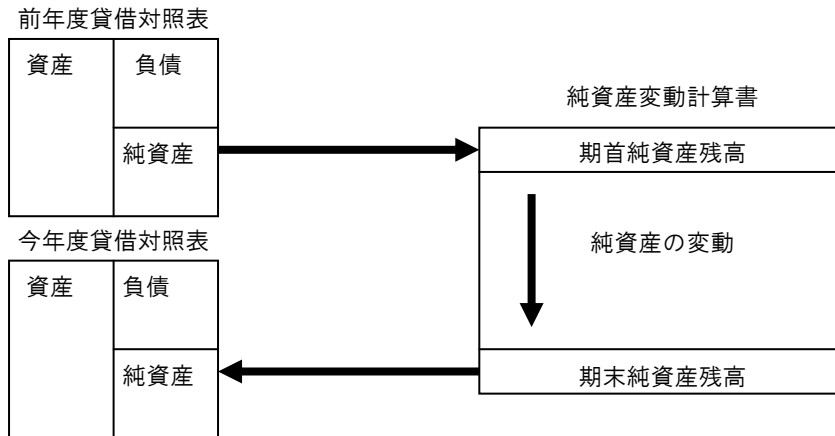 前年度貸借対照表
資産
負債
純資産
純資産変動計算書
期首純資産残高
純資産の変動
期末純資産残高
今年度貸借対照表
資産
負債
純資産